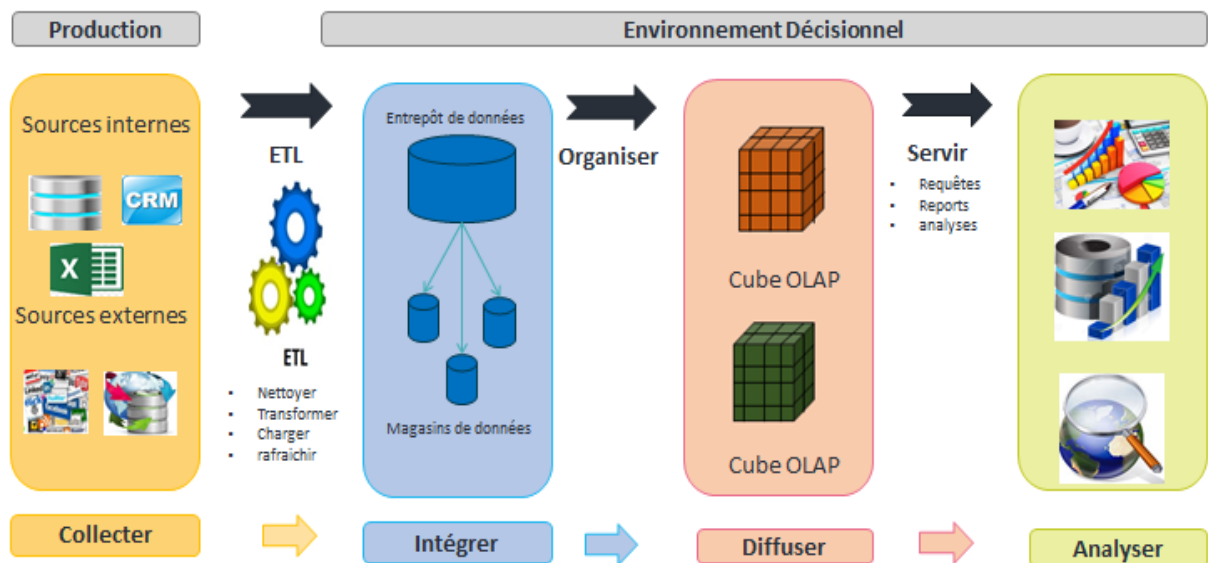 Production
Environnement Décisionnel
Sources internes
CRM
X
Sources externes
ETL
ETL
Nettoyer
Transformer
Charger
rafraichir
Entrepôt de données
Magasins de données
Organiser
Cube OLAP
Cube OLAP
Servir
Requêtes
Reports
analyses
Collecter
Intégrer
Diffuser
Analyser